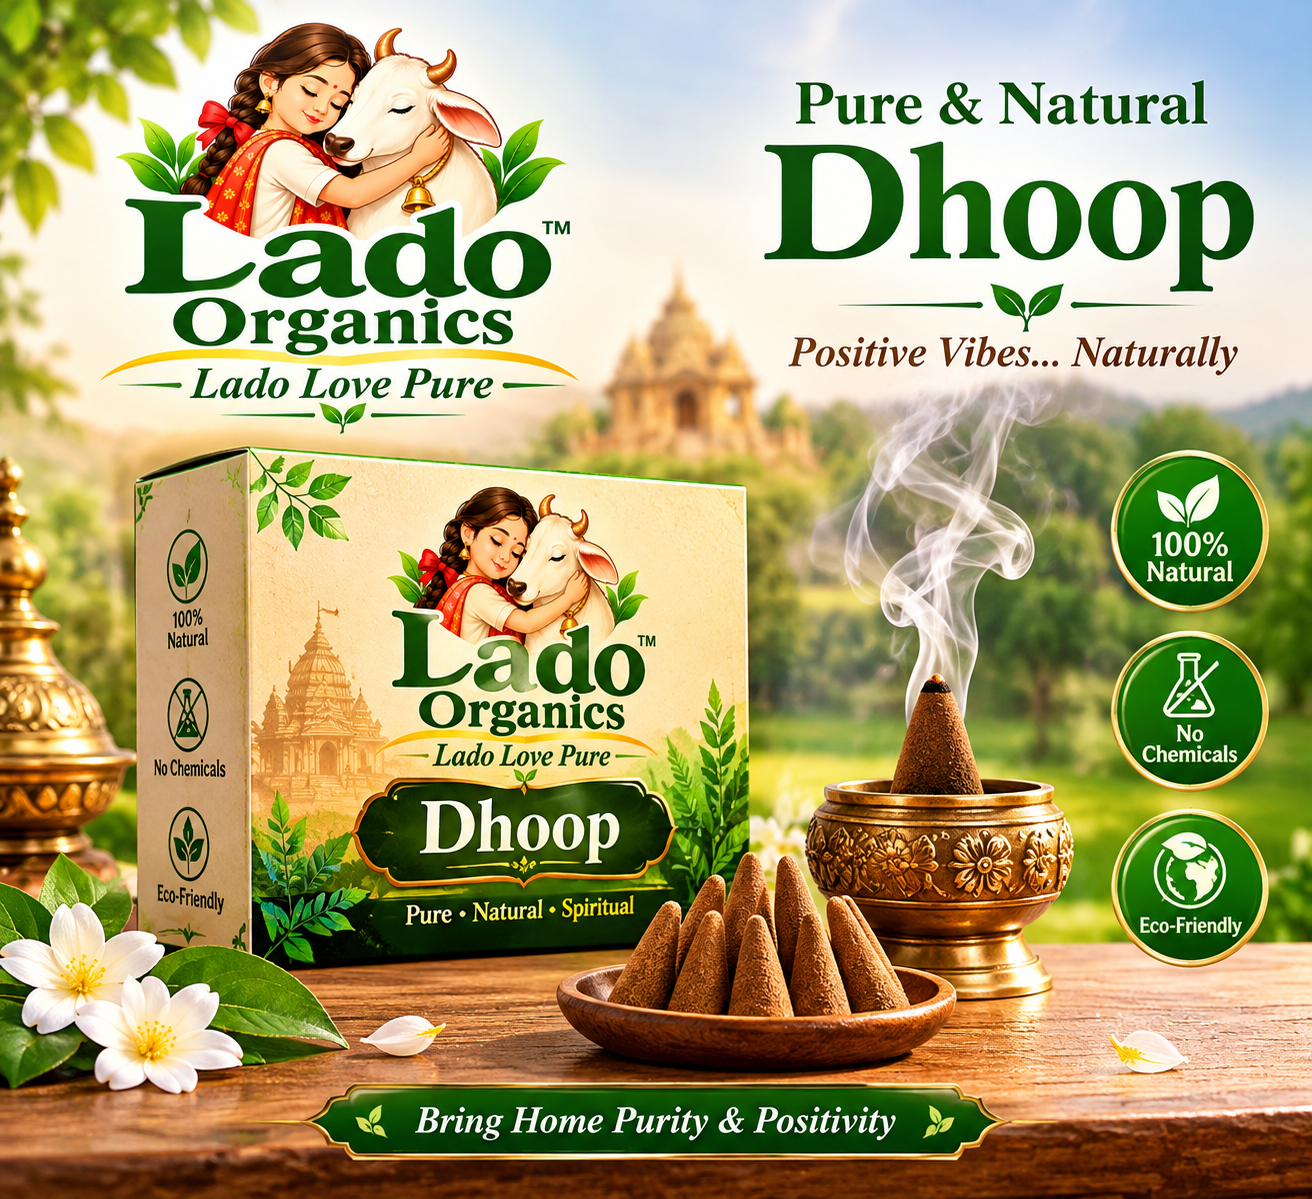 Lado™
Organics
Lado Love Pure
Pure & Natural
Dhoop
Positive Vibes... Naturally
100%
Natural
No Chemicals
Eco-Friendly
Lado™
Organics
Lado Love Pure
Dhoop
Pure • Natural • Spiritual
100%
Natural
No
Chemicals
Eco-Friendly
Bring Home Purity & Positivity